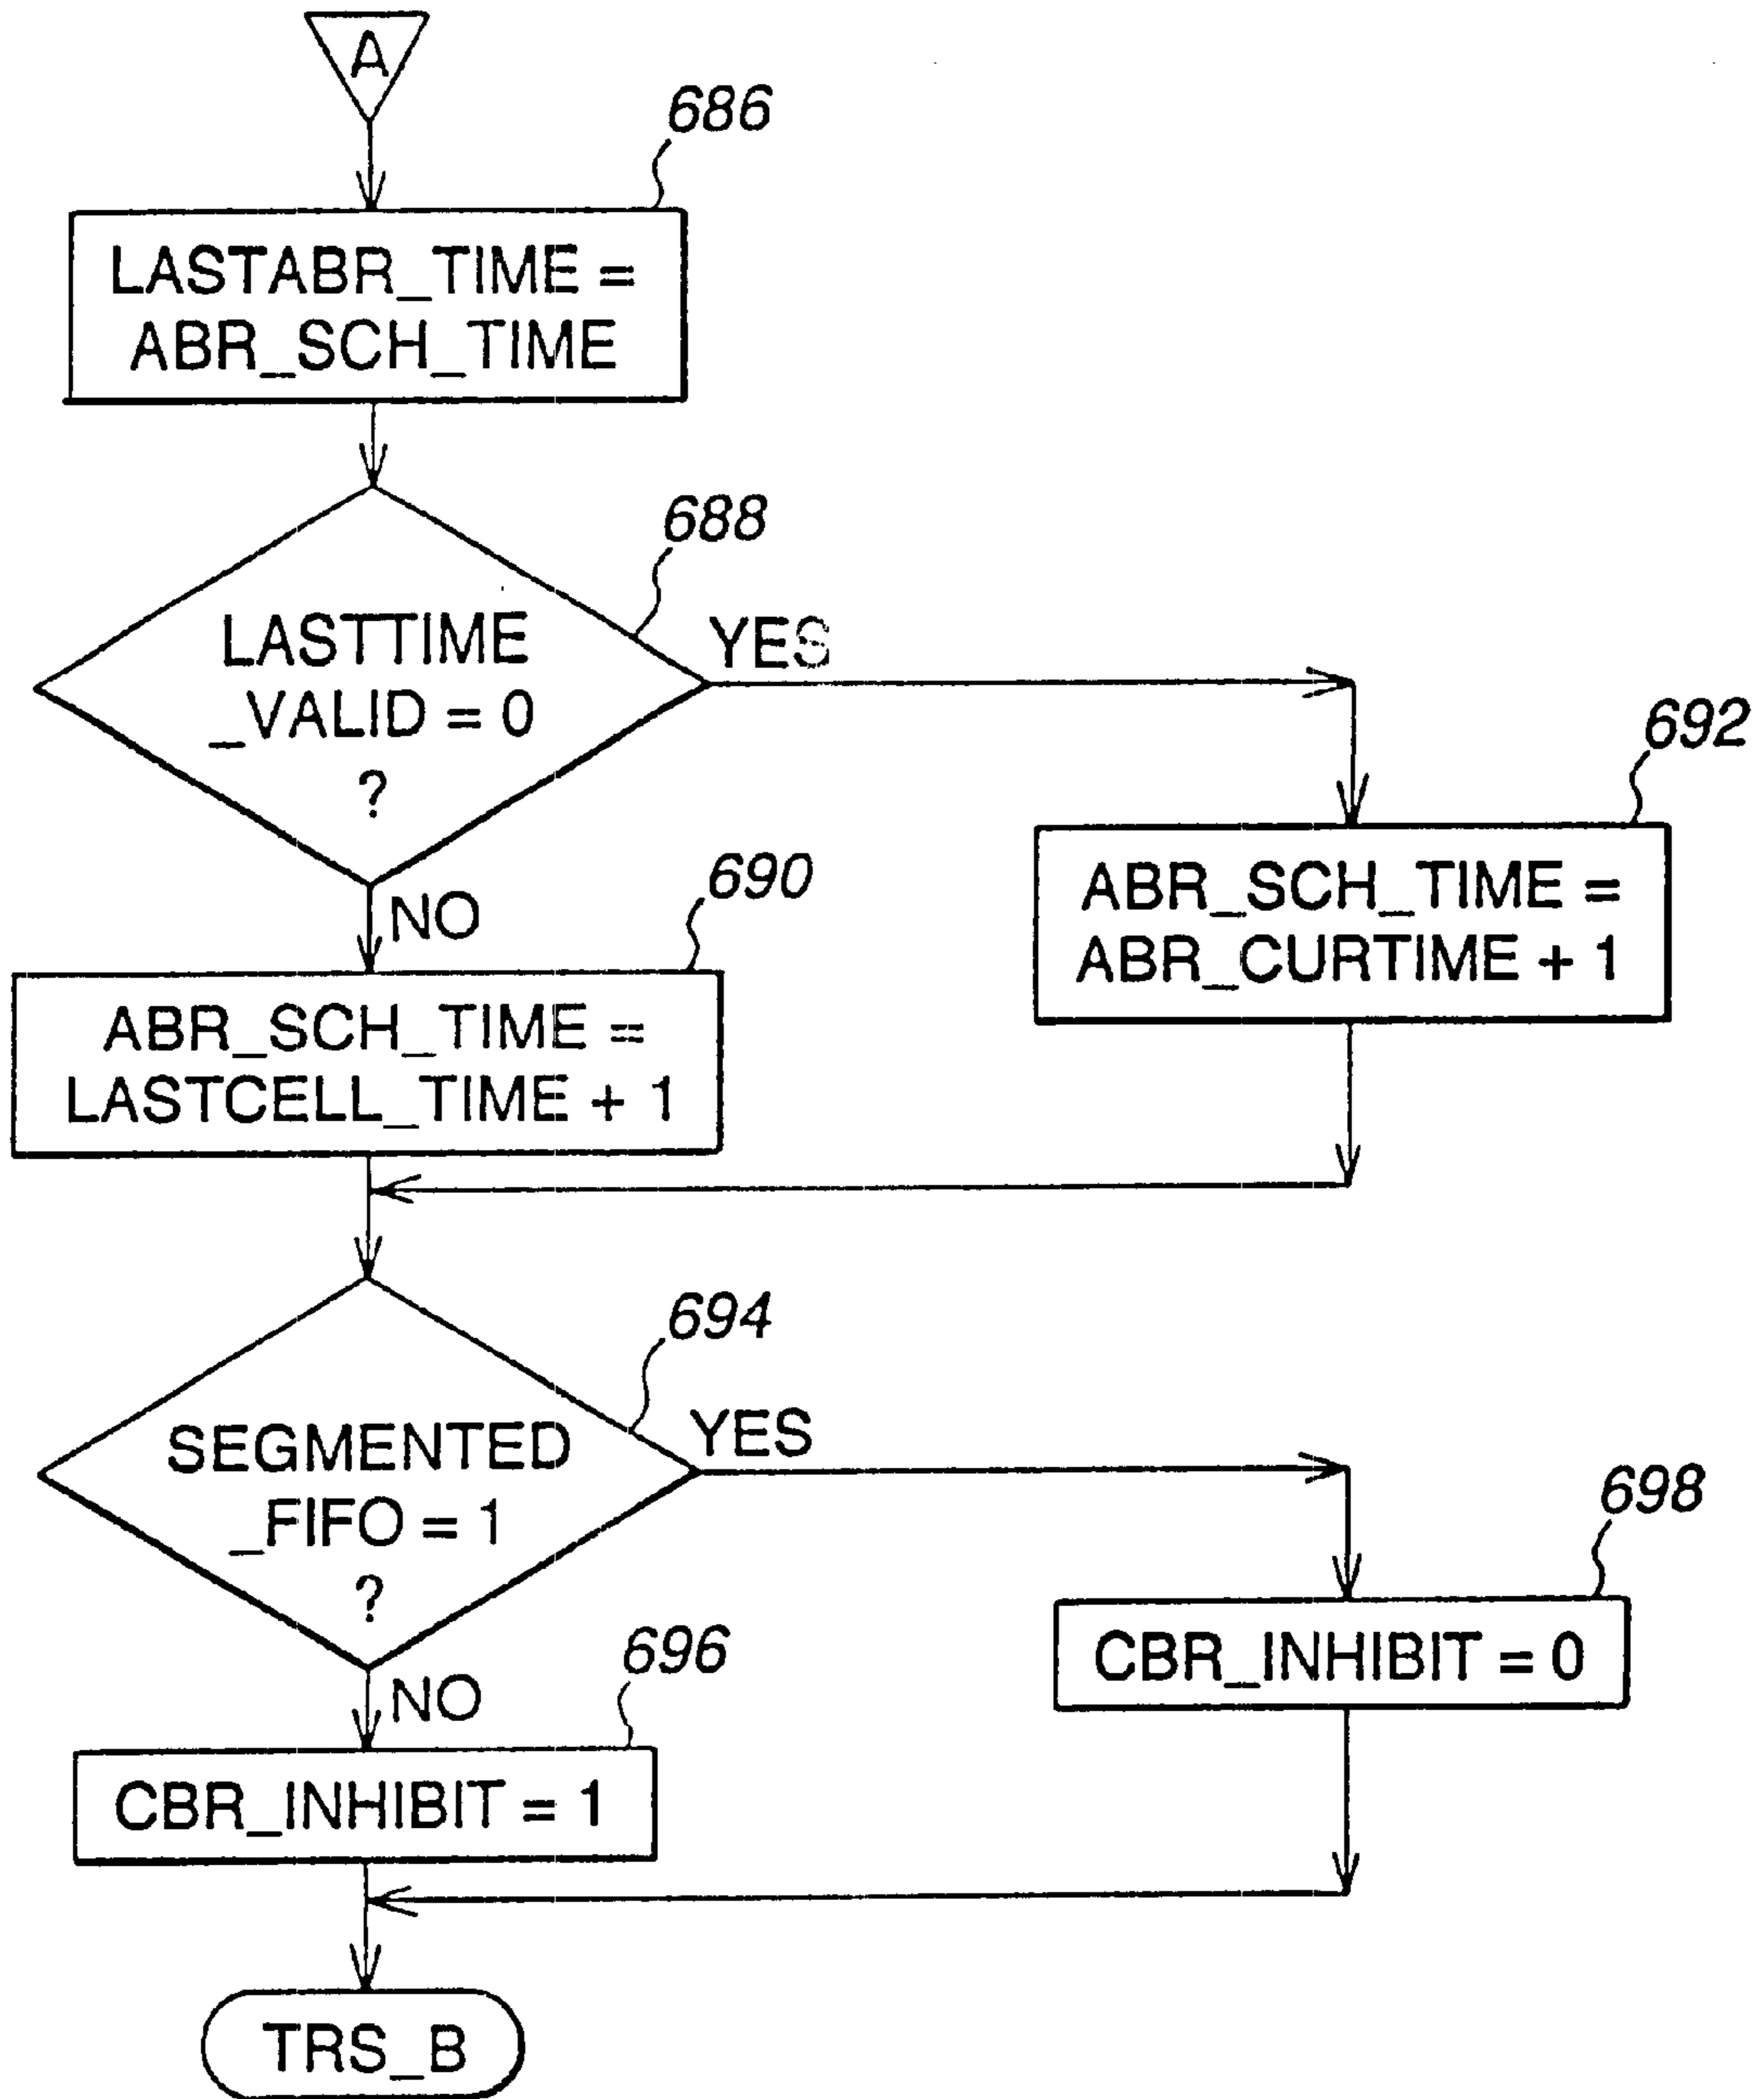 A
686
LASTABR_TIME =
ABR_SCH_TIME
688
LASTTIME
_VALID = 0
?
YES
692
ABR_SCH_TIME =
ABR_CURTIME + 1
NO
690
ABR_SCH_TIME =
LASTCELL_TIME + 1
694
SEGMENTED
_FIFO = 1
?
YES
698
CBR_INHIBIT = 0
NO
696
CBR_INHIBIT = 1
TRS_B